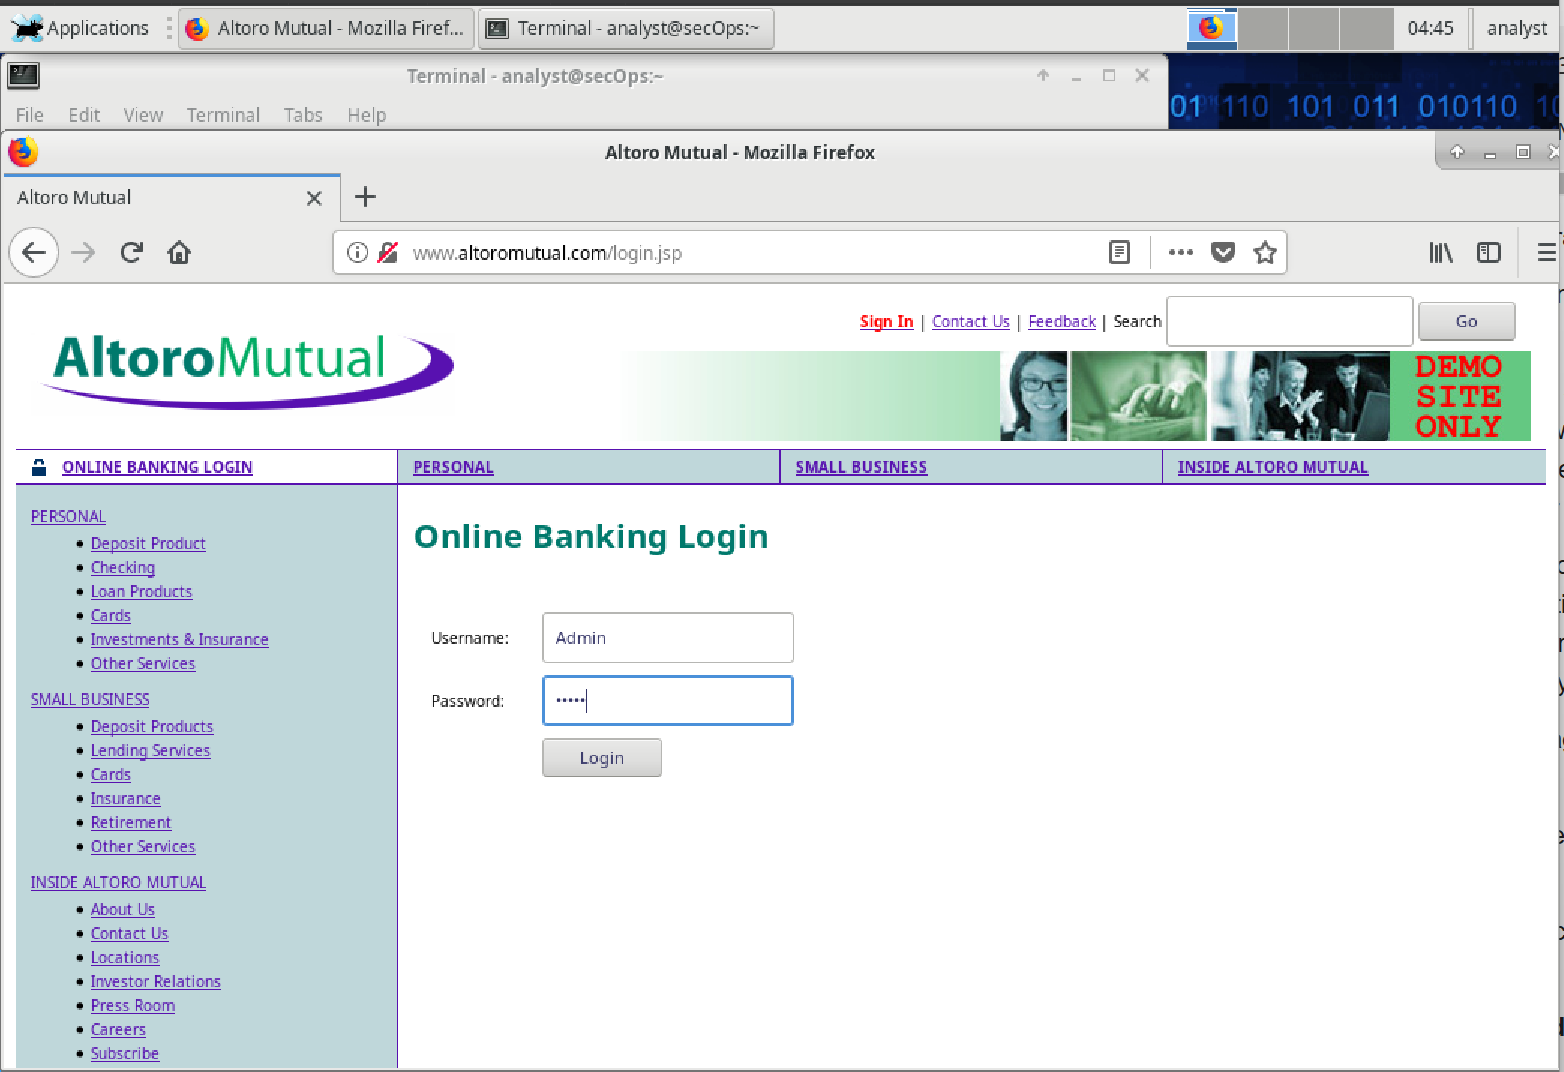 Applications
Altoro Mutual - Mozilla Firef...
Terminal - analyst@secOps:~
04:45
analyst
Terminal - analyst@secOps:~
File Edit View Terminal Tabs Help
01 110 101 011 010110
Altoro Mutual - Mozilla Firefox
Altoro Mutual
www.altoromutual.com/login.jsp
Sign In | Contact Us | Feedback | Search
Go
AltoroMutual
DEMO
SITE
ONLY
ONLINE BANKING LOGIN
PERSONAL
SMALL BUSINESS
INSIDE ALTORO MUTUAL
PERSONAL
Deposit Product
Checking
Loan Products
Cards
Investments & Insurance
Other Services
SMALL BUSINESS
Deposit Products
Lending Services
Cards
Insurance
Retirement
Other Services
INSIDE ALTORO MUTUAL
About Us
Contact Us
Locations
Investor Relations
Press Room
Careers
Subscribe
Online Banking Login
Username: Admin
Password: •••••
Login